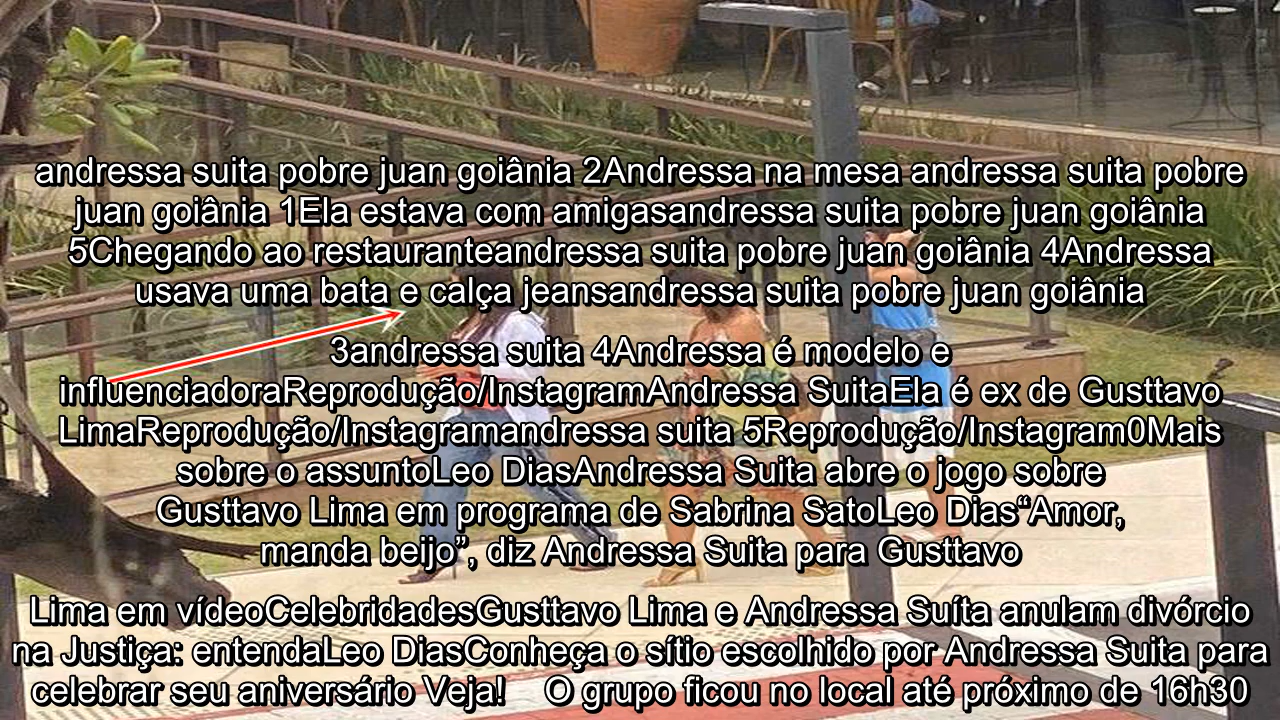 andressa suita pobre juan goiânia 2Andressa na mesa andressa suita pobre
juan goiânia 1Ela estava com amigasandressa suita pobre juan goiânia
5Chegando ao restauranteandressa suita pobre juan goiânia 4Andressa
usava uma bata e calça jeansandressa suita pobre juan goiânia
3andressa suita 4Andressa é modelo e
influenciadoraReprodução/InstagramAndressa SuitaEla é ex de Gusttavo
LimaReprodução/Instagramandressa suita 5Reprodução/Instagram0Mais
sobre o assuntoLeo DiasAndressa Suita abre o jogo sobre
Gusttavo Lima em programa de Sabrina SatoLeo Dias“Amor,
manda beijo”, diz Andressa Suita para Gusttavo
Lima em vídeoCelebridadesGusttavo Lima e Andressa Suíta anulam divórcio
na Justiça: entendaLeo DiasConheça o sítio escolhido por Andressa Suita para
celebrar seu aniversário Veja! O grupo ficou no local até próximo de 16h30